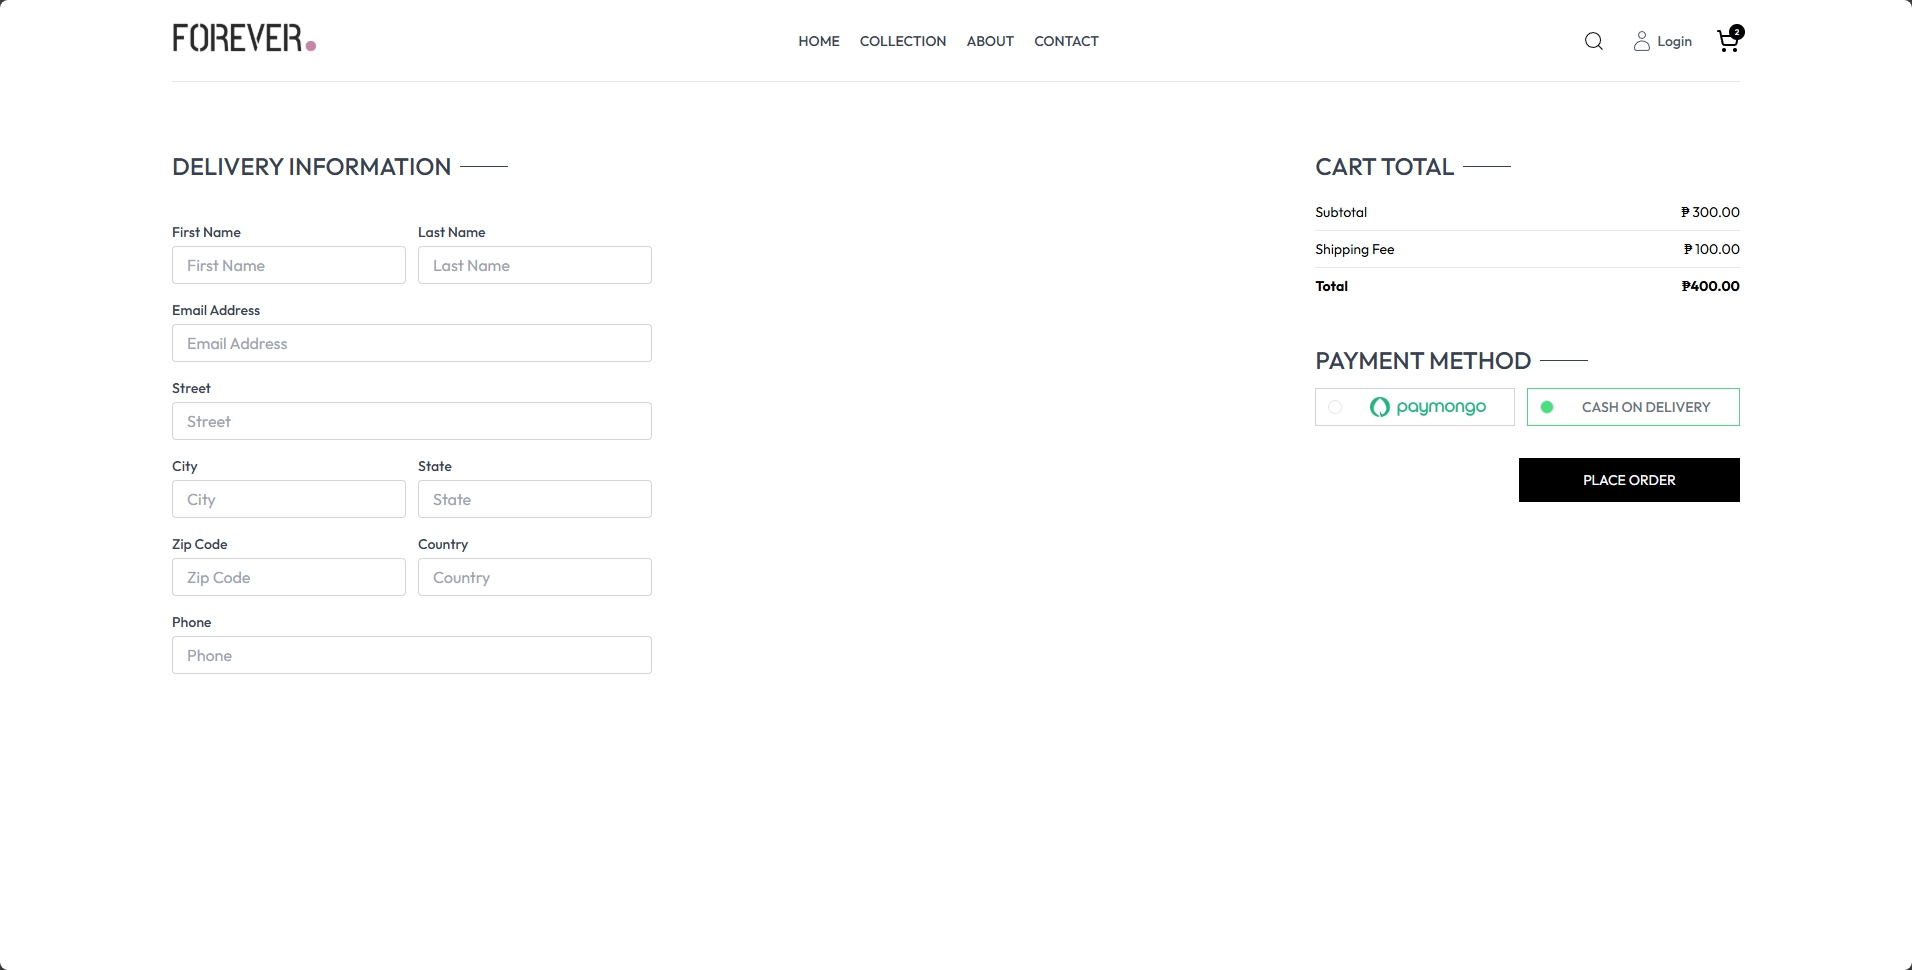 FOREVER.
HOME COLLECTION ABOUT CONTACT
Login
2
DELIVERY INFORMATION
First Name Last Name
First Name Last Name
Email Address
Email Address
Street
Street
City State
City State
Zip Code Country
Zip Code Country
Phone
Phone
CART TOTAL
Subtotal ₱ 300.00
Shipping Fee ₱ 100.00
Total ₱400.00
PAYMENT METHOD
paymongo CASH ON DELIVERY
PLACE ORDER